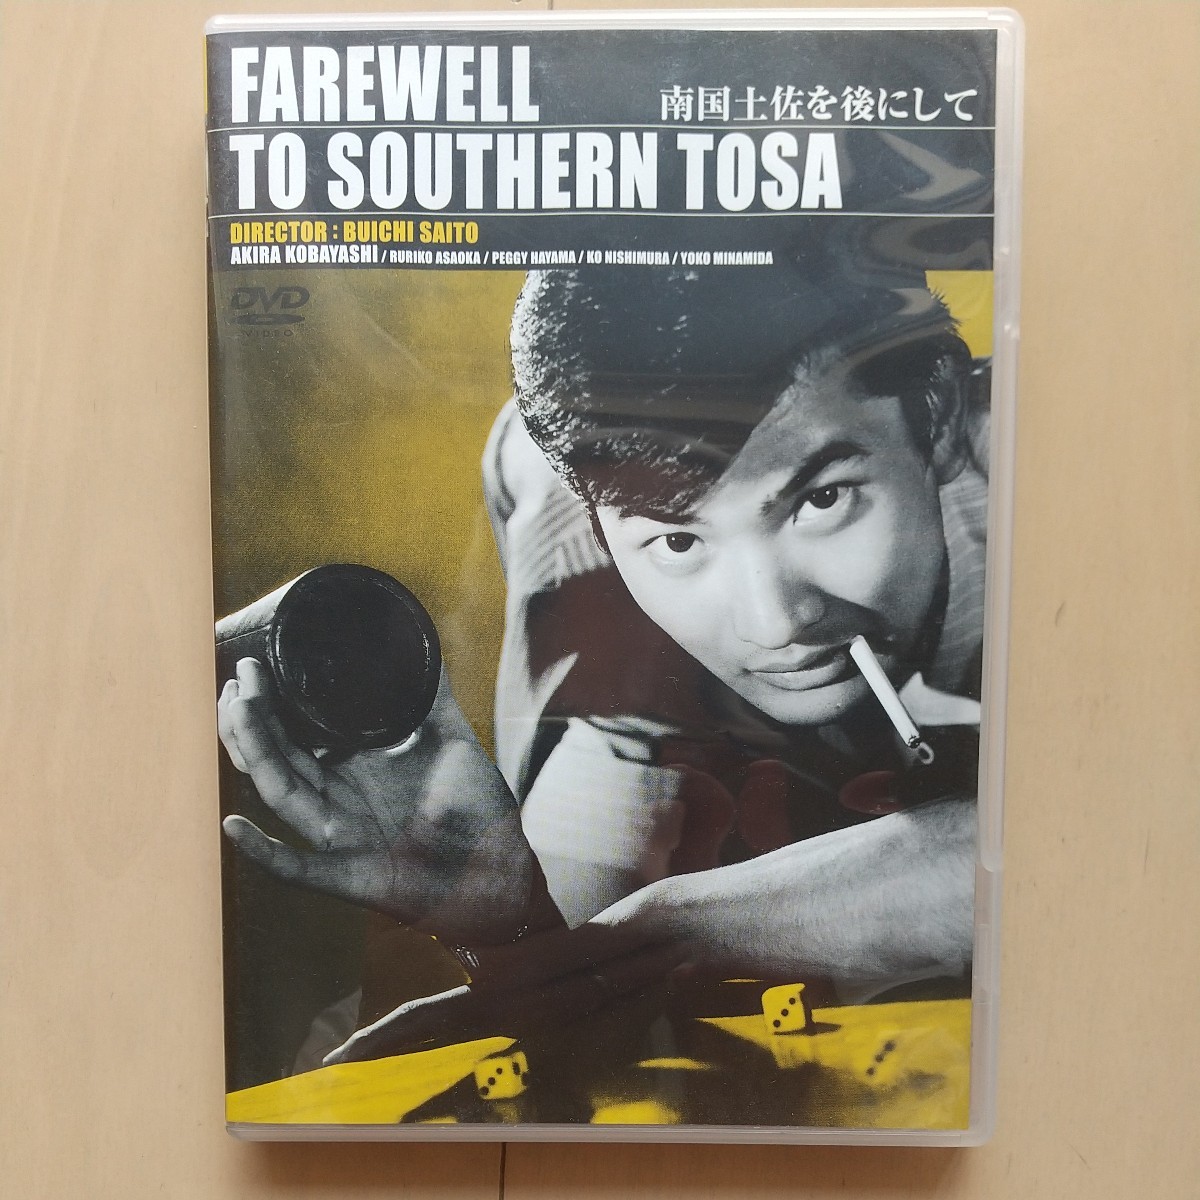 FAREWELL
南国土佐を後にして
TO SOUTHERN TOSA
DIRECTOR : BUICHI SAITO
AKIRA KOBAYASHI / RURIKO ASAOKA / PEGGY HAYAMA / KO NISHIMURA / YOKO MINAMIDA
DVD
VIDEO